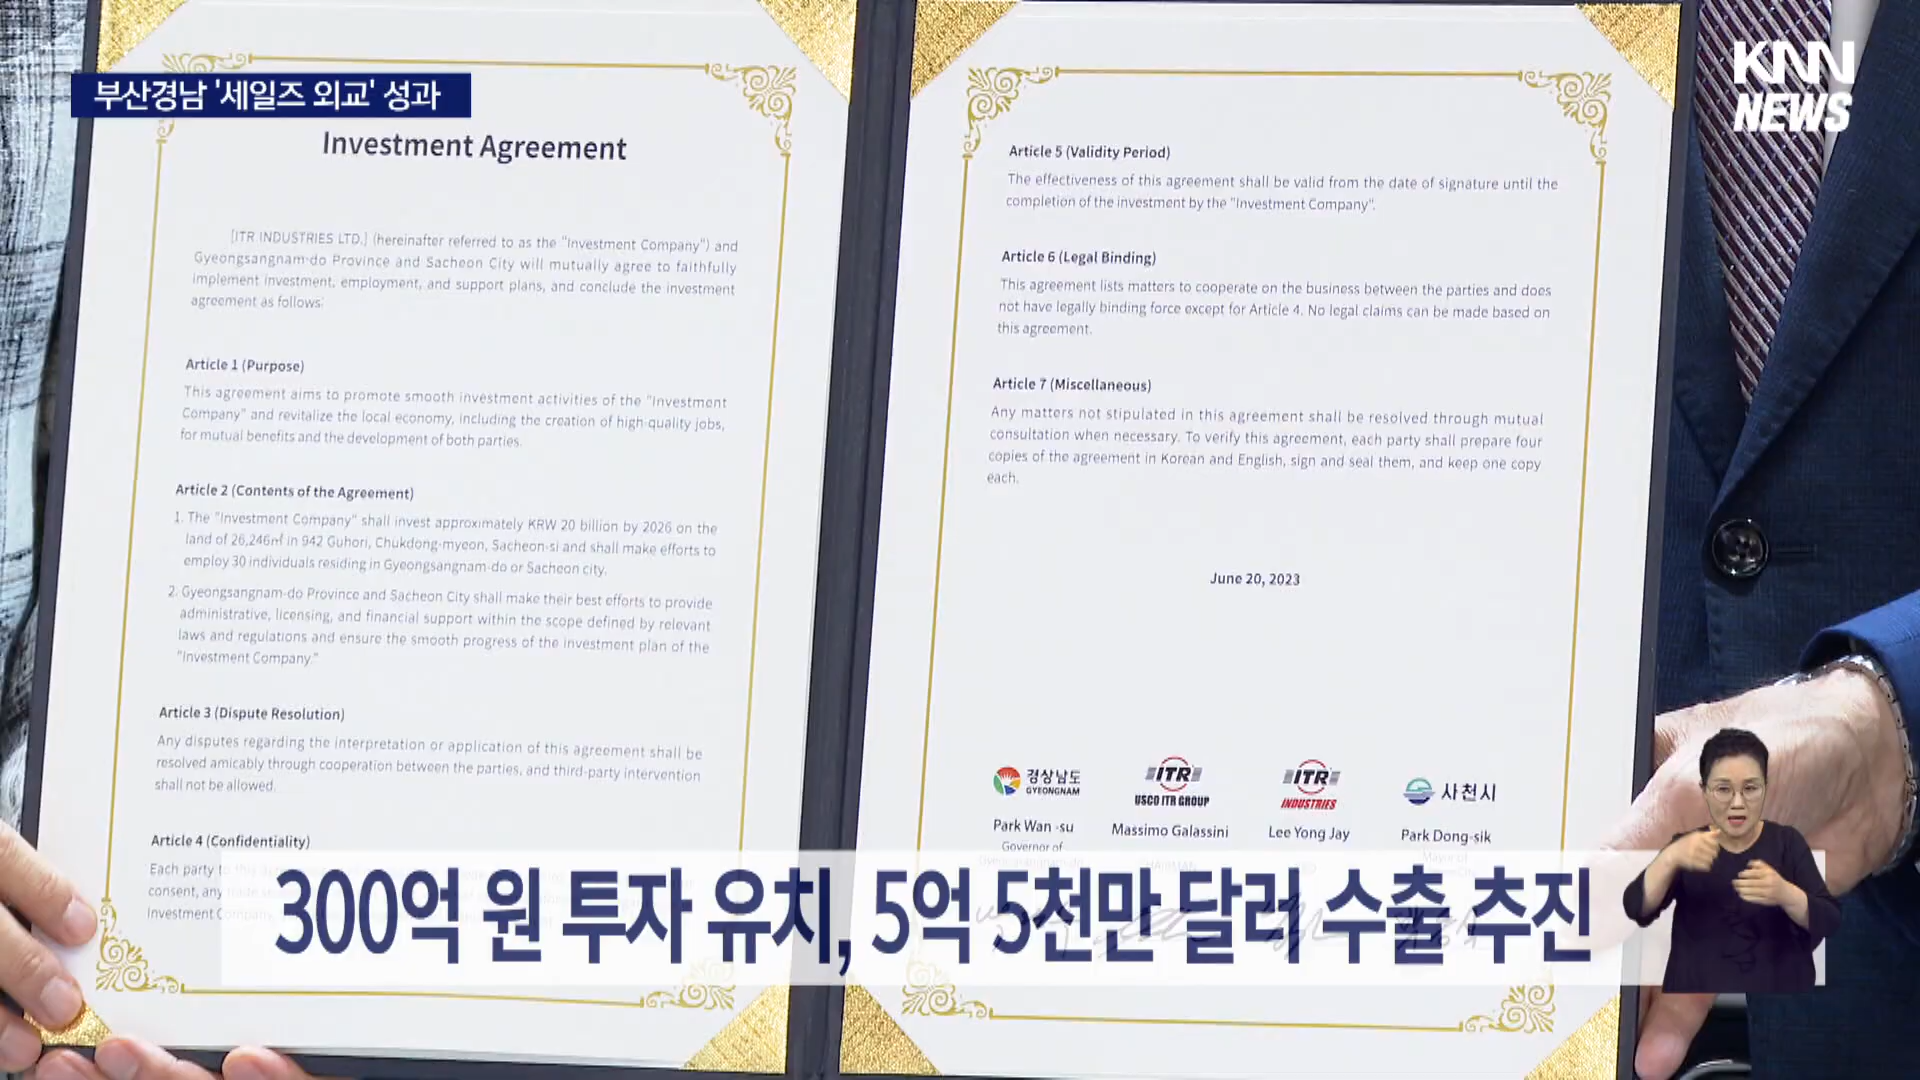 부산경남 '세일즈 외교' 성과
KNN
NEWS
Investment Agreement
[ITR INDUSTRIES LTD.] (hereinafter referred to as the "Investment Company") and
Gyeongsangnam-do Province and Sacheon City will mutually agree to faithfully
implement investment, employment, and support plans, and conclude the investment
agreement as follows:
Article 1 (Purpose)
This agreement aims to promote smooth investment activities of the "Investment
Company" and revitalize the local economy, including the creation of high-quality jobs,
for mutual benefits and the development of both parties.
Article 2 (Contents of the Agreement)
1. The "Investment Company" shall invest approximately KRW 20 billion by 2026 on the
land of 26,246㎡ in 942 Guhori, Chukdong-myeon, Sacheon-si and shall make efforts to
employ 30 individuals residing in Gyeongsangnam-do or Sacheon city.
2. Gyeongsangnam-do Province and Sacheon City shall make their best efforts to provide
administrative, licensing, and financial support within the scope defined by relevant
laws and regulations and ensure the smooth progress of the investment plan of the
"Investment Company."
Article 3 (Dispute Resolution)
Any disputes regarding the interpretation or application of this agreement shall be
resolved amicably through cooperation between the parties, and third-party intervention
shall not be allowed.
Article 4 (Confidentiality)
Each party to
consent, any
Investment Company,
Article 5 (Validity Period)
The effectiveness of this agreement shall be valid from the date of signature until the
completion of the investment by the "Investment Company".
Article 6 (Legal Binding)
This agreement lists matters to cooperate on the business between the parties and does
not have legally binding force except for Article 4. No legal claims can be made based on
this agreement.
Article 7 (Miscellaneous)
Any matters not stipulated in this agreement shall be resolved through mutual
consultation when necessary. To verify this agreement, each party shall prepare four
copies of the agreement in Korean and English, sign and seal them, and keep one copy
each.
June 20, 2023
경상남도
GYEONGNAM
ITR
USCO ITR GROUP
ITR
INDUSTRIES
사천시
Park Wan -su
Massimo Galassini
Lee Yong Jay
Park Dong-sik
Governor of
Gyeongsangnam-do
CHAIRMAN
Mayor of
300억 원 투자 유치, 5억 5천만 달러 수출 추진